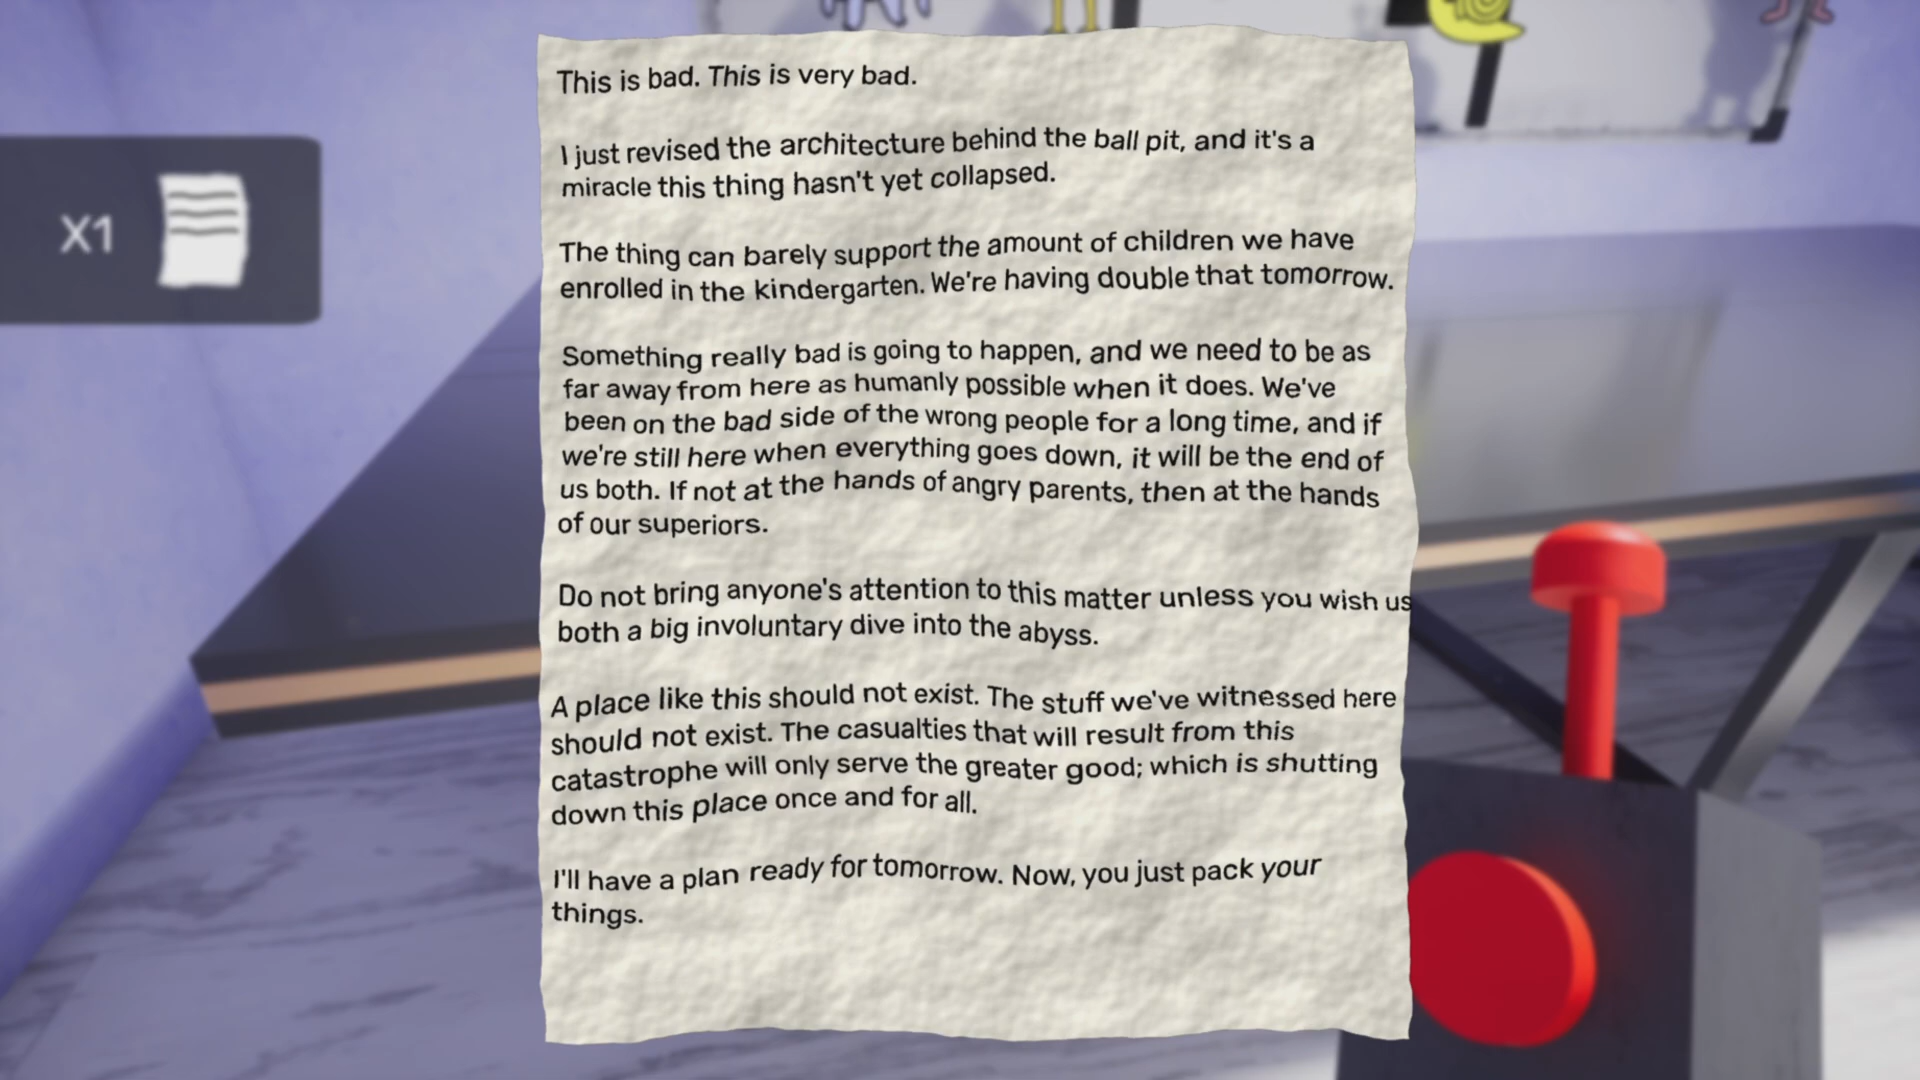 This is bad. This is very bad.
I just revised the architecture behind the ball pit, and it's a
miracle this thing hasn't yet collapsed.
The thing can barely support the amount of children we have
enrolled in the kindergarten. We're having double that tomorrow.
Something really bad is going to happen, and we need to be as
far away from here as humanly possible when it does. We've
been on the bad side of the wrong people for a long time, and if
we're still here when everything goes down, it will be the end of
us both. If not at the hands of angry parents, then at the hands
of our superiors.
Do not bring anyone's attention to this matter unless you wish us
both a big involuntary dive into the abyss.
A place like this should not exist. The stuff we've witnessed here
should not exist. The casualties that will result from this
catastrophe will only serve the greater good; which is shutting
down this place once and for all.
I'll have a plan ready for tomorrow. Now, you just pack your
things.
X1